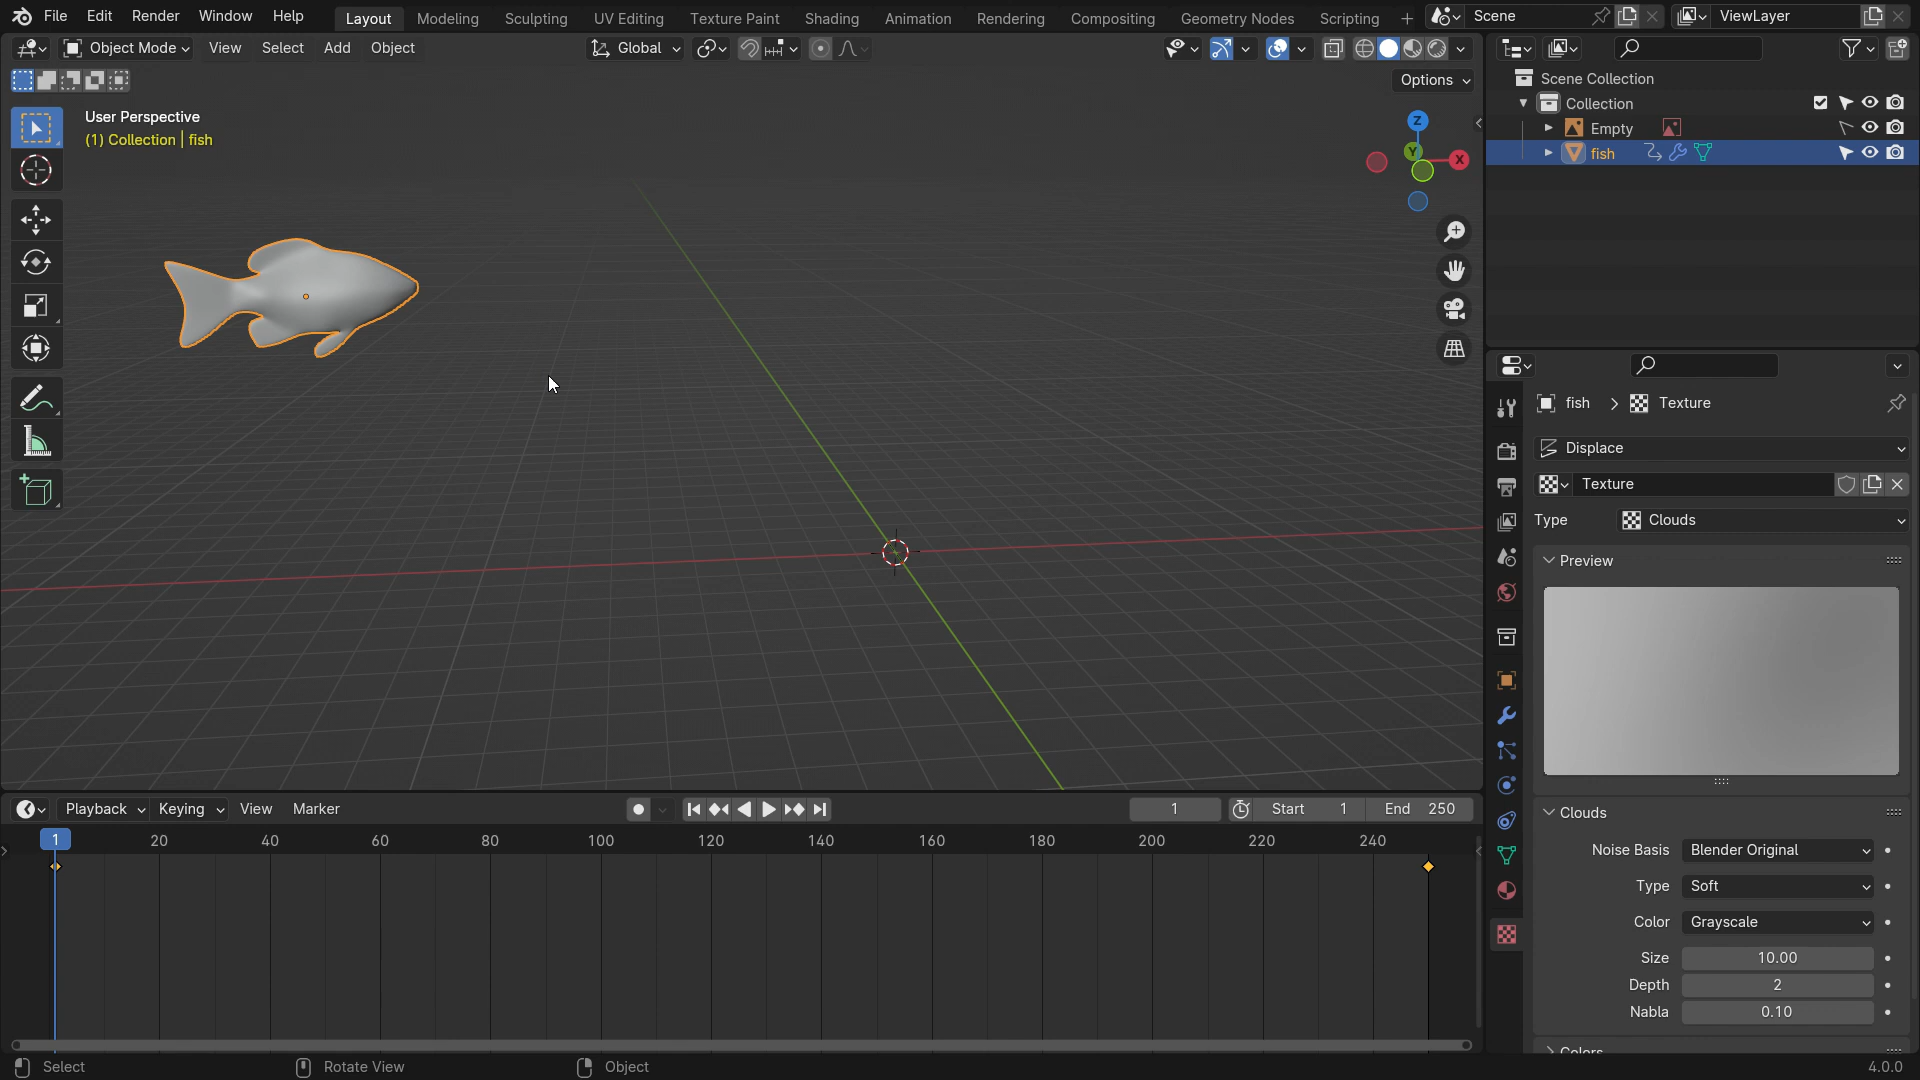 File Edit Render Window Help Layout Modeling Sculpting UV Editing Texture Paint Shading Animation Rendering Compositing Geometry Nodes Scripting + Scene ViewLayer
Object Mode View Select Add Object Global
Options
User Perspective
(1) Collection | fish
Z
Y
X
Scene Collection
Collection
Empty
fish
fish Texture
Displace
Texture
Type Clouds
Preview
Clouds
Noise Basis Blender Original
Type Soft
Color Grayscale
Size 10.00
Depth 2
Nabla 0.10
Colors
Playback Keying View Marker 1 Start 1 End 250
1 20 40 60 80 100 120 140 160 180 200 220 240
Select Rotate View Object 4.0.0